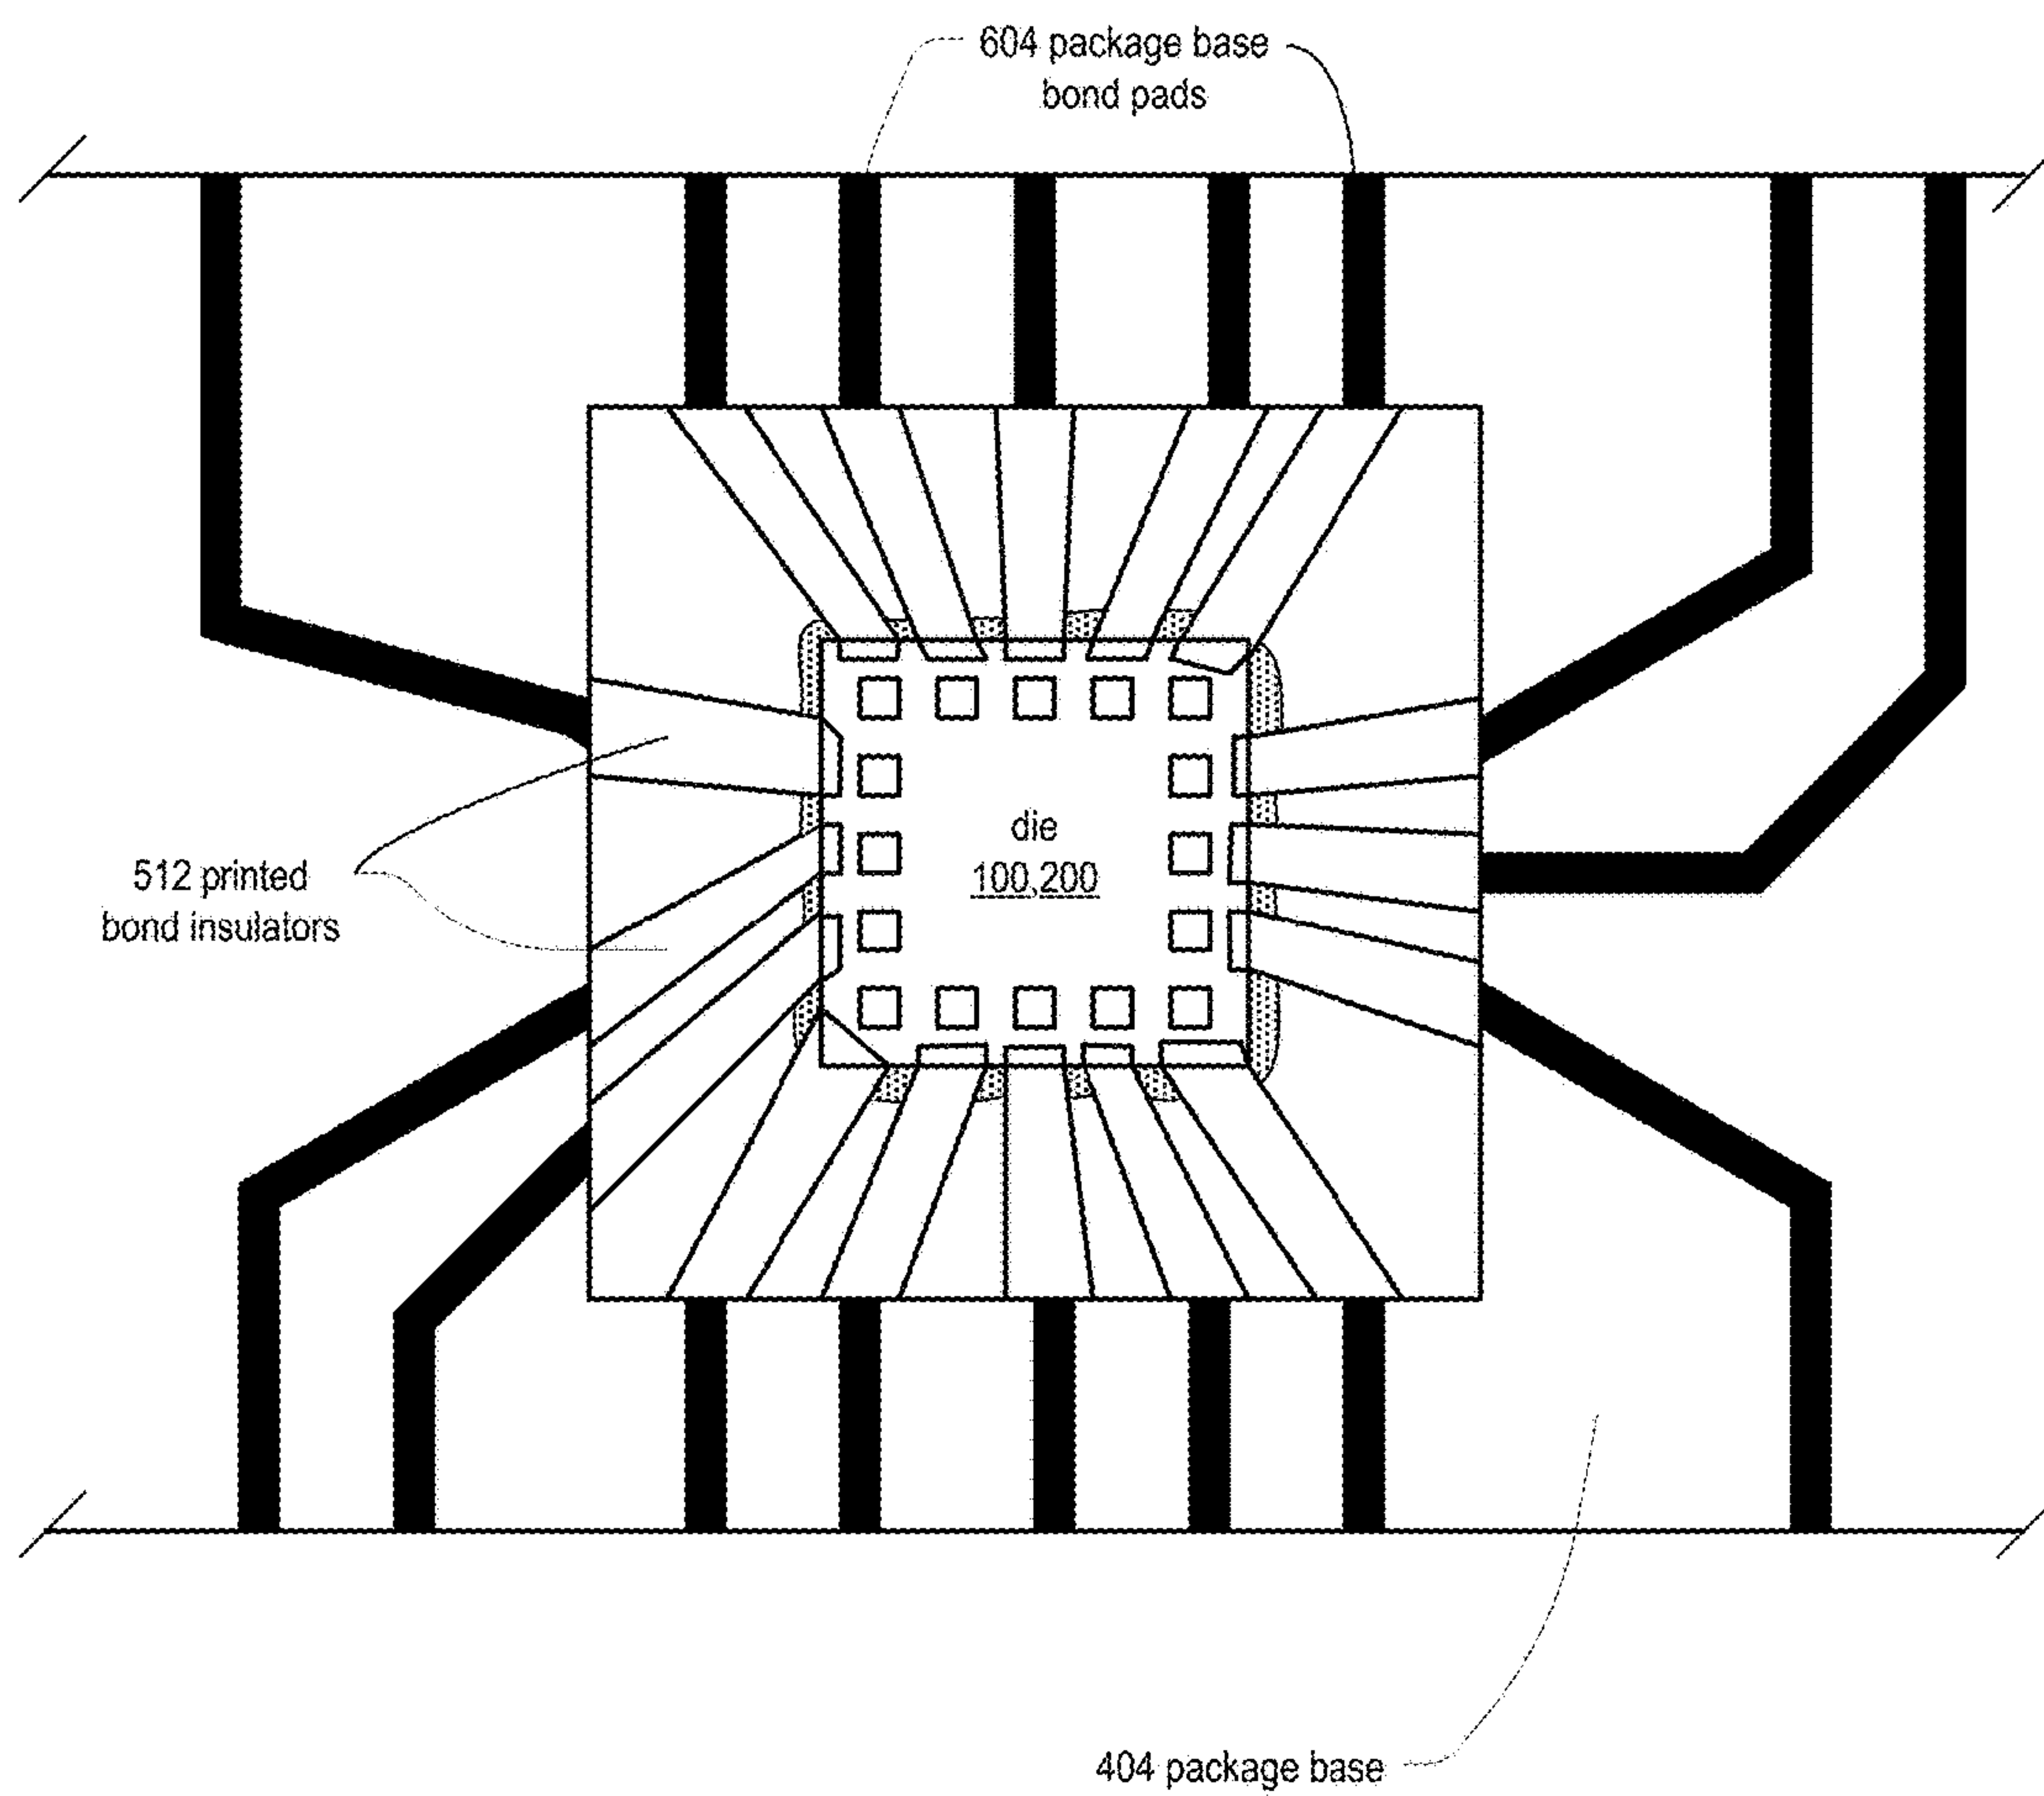 604 package base
bond pads
die
100,200
512 printed
bond insulators
404 package base